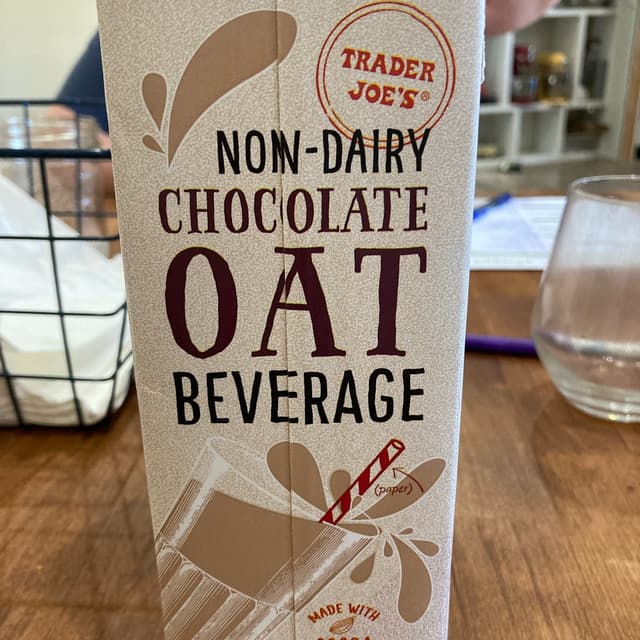 TRADER
JOE'S®
NON-DAIRY
CHOCOLATE
OAT
BEVERAGE
(paper)
MADE WITH